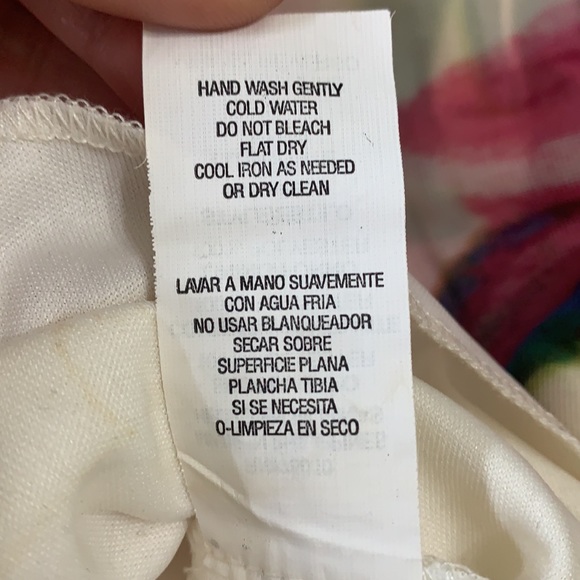 HAND WASH GENTLY
COLD WATER
DO NOT BLEACH
FLAT DRY
COOL IRON AS NEEDED
OR DRY CLEAN
LAVAR A MANO SUAVEMENTE
CON AGUA FRIA
NO USAR BLANQUEADOR
SECAR SOBRE
SUPERFICIE PLANA
PLANCHA TIBIA
SI SE NECESITA
O-LIMPIEZA EN SECO